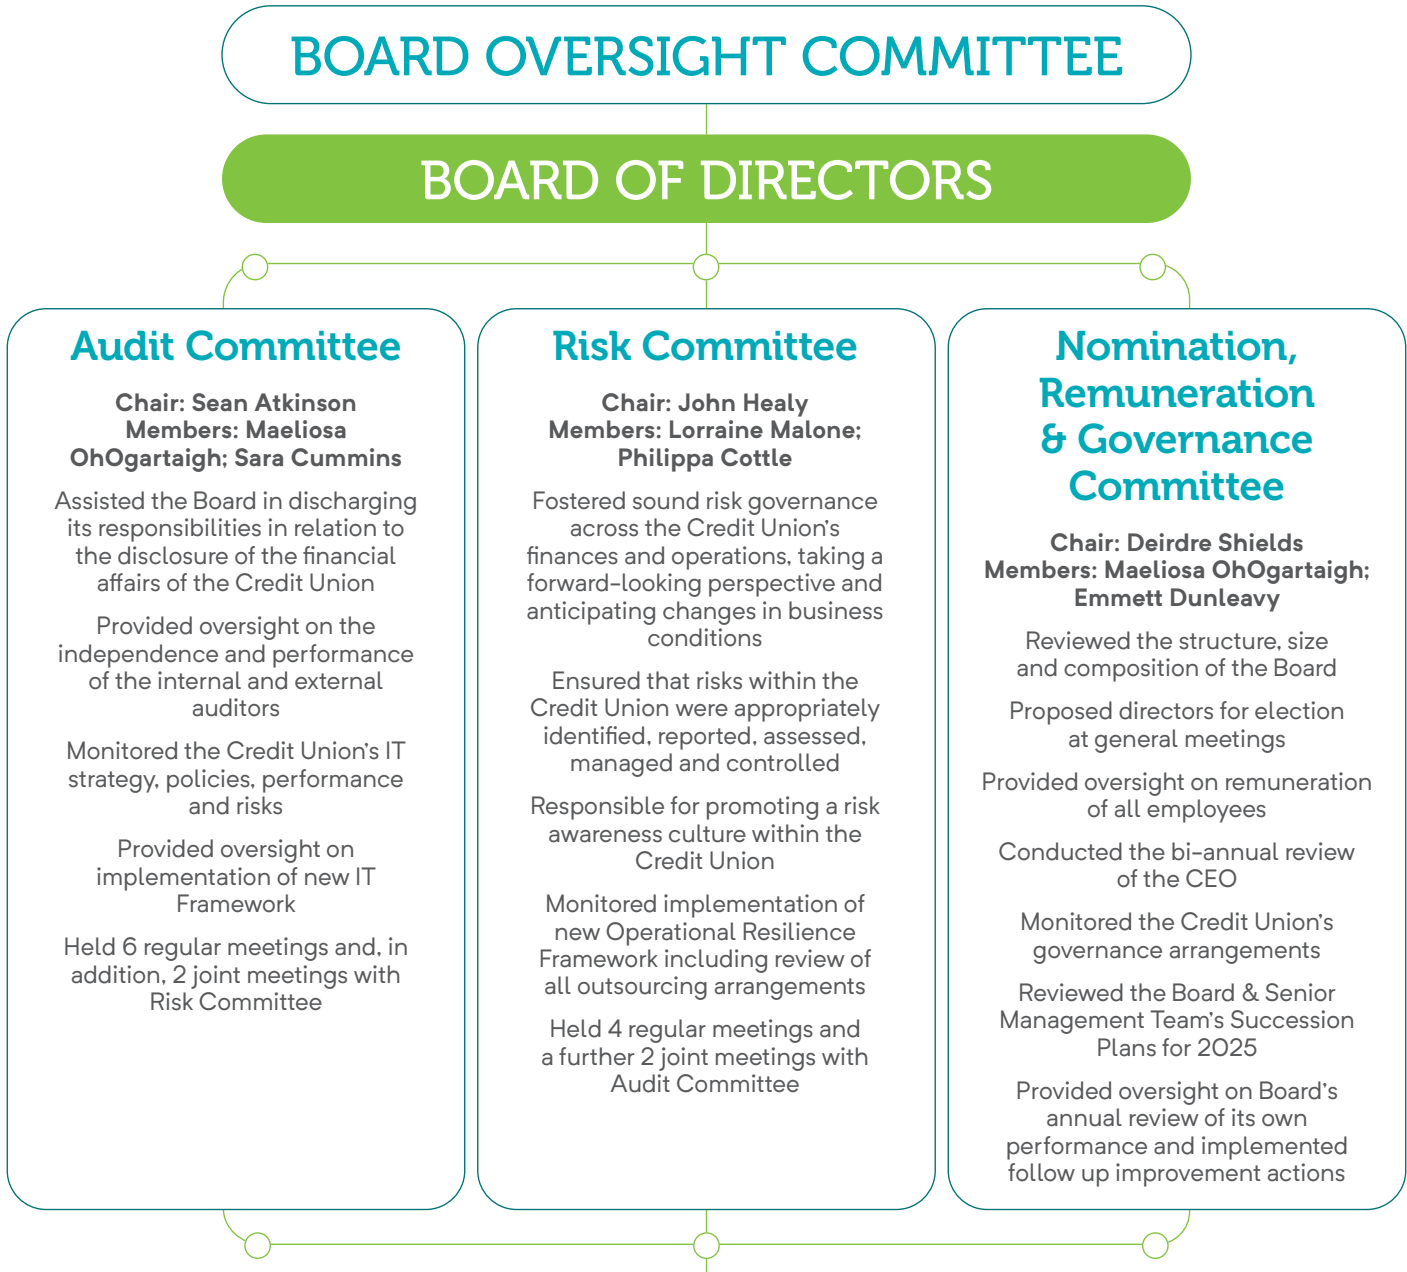 BOARD OVERSIGHT COMMITTEE
BOARD OF DIRECTORS
Audit Committee
Chair: Sean Atkinson
Members: Maeliosa
OhOgartaigh; Sara Cummins
Assisted the Board in discharging
its responsibilities in relation to
the disclosure of the financial
affairs of the Credit Union
Provided oversight on the
independence and performance
of the internal and external
auditors
Monitored the Credit Union's IT
strategy, policies, performance
and risks
Provided oversight on
implementation of new IT
Framework
Held 6 regular meetings and, in
addition, 2 joint meetings with
Risk Committee
Risk Committee
Chair: John Healy
Members: Lorraine Malone;
Philippa Cottle
Fostered sound risk governance
across the Credit Union's
finances and operations, taking a
forward-looking perspective and
anticipating changes in business
conditions
Ensured that risks within the
Credit Union were appropriately
identified, reported, assessed,
managed and controlled
Responsible for promoting a risk
awareness culture within the
Credit Union
Monitored implementation of
new Operational Resilience
Framework including review of
all outsourcing arrangements
Held 4 regular meetings and
a further 2 joint meetings with
Audit Committee
Nomination,
Remuneration
& Governance
Committee
Chair: Deirdre Shields
Members: Maeliosa OhOgartaigh;
Emmett Dunleavy
Reviewed the structure, size
and composition of the Board
Proposed directors for election
at general meetings
Provided oversight on remuneration
of all employees
Conducted the bi-annual review
of the CEO
Monitored the Credit Union's
governance arrangements
Reviewed the Board & Senior
Management Team's Succession
Plans for 2025
Provided oversight on Board's
annual review of its own
performance and implemented
follow up improvement actions